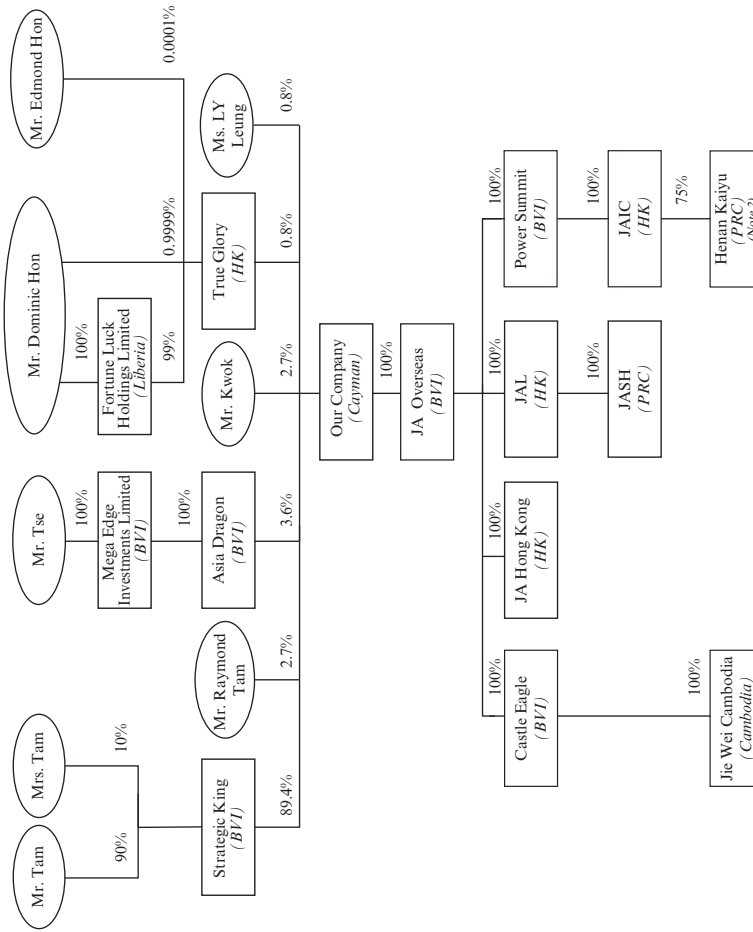 Mr. Tam
Mrs. Tam
Mr. Tse
Mr. Dominic Hon
Mr. Edmond Hon
90%
10%
100%
100%
Mega Edge
Investments Limited
(BVI)
Fortune Luck
Holdings Limited
(Liberia)
100%
99%
0.9999%
0.0001%
Strategic King
(BVI)
Mr. Raymond
Tam
Asia Dragon
(BVI)
Mr. Kwok
True Glory
(HK)
Ms. LY
Leung
89.4%
2.7%
3.6%
2.7%
0.8%
0.8%
Our Company
(Cayman)
100%
JA Overseas
(BVI)
100%
100%
100%
100%
Castle Eagle
(BVI)
JA Hong Kong
(HK)
JAL
(HK)
Power Summit
(BVI)
100%
100%
JASH
(PRC)
JAIC
(HK)
100%
75%
Jie Wei Cambodia
(Cambodia)
Henan Kaiyu
(PRC)
(Note 2)